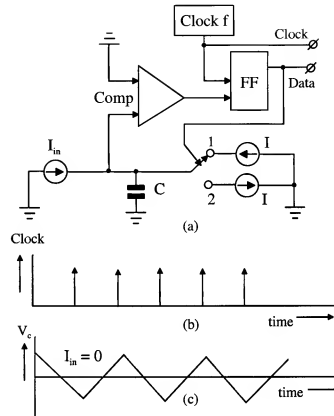 Clock f
Clock
FF
Data
Comp
I_in
C
1
I
2
I
(a)
Clock
time
(b)
V_c
I_in = 0
time
(c)